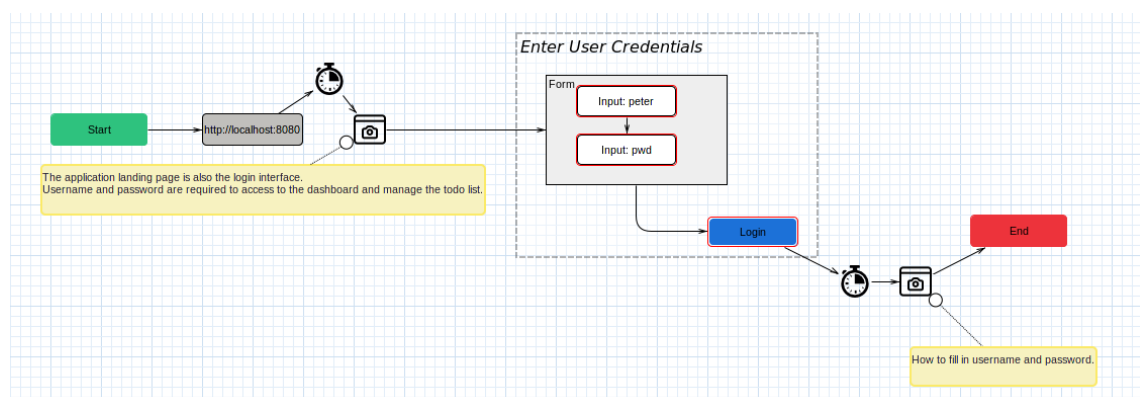 Enter User Credentials
Form
Input: peter
Start
http://localhost:8080
Input: pwd
The application landing page is also the login interface.
Username and password are required to access to the dashboard and manage the todo list.
Login
End
How to fill in username and password.